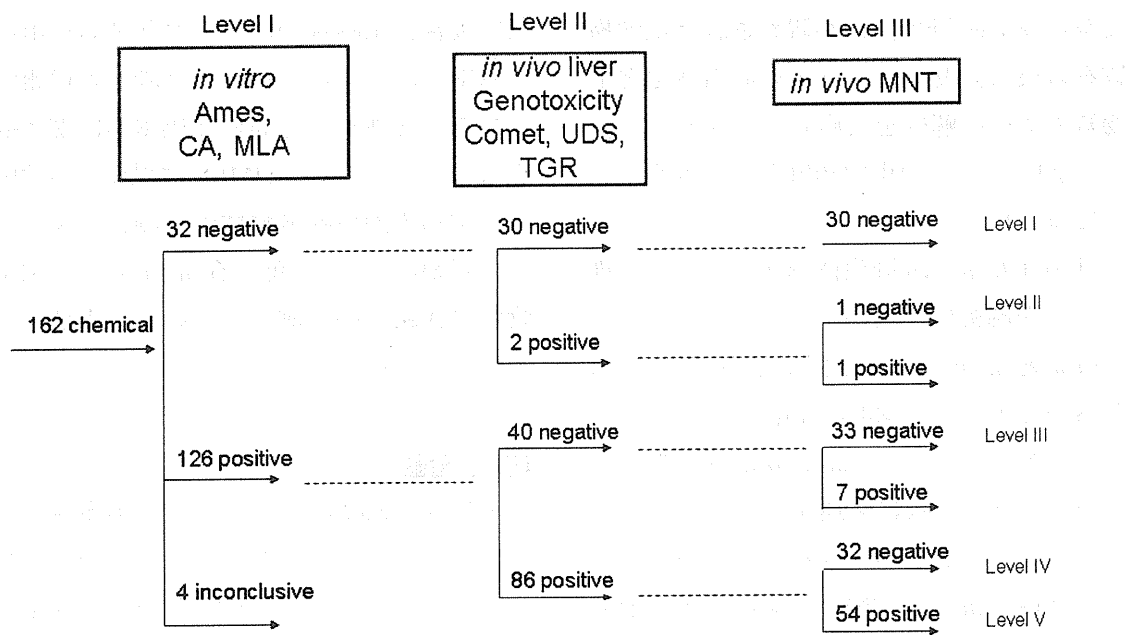 Level I
Level II
Level III
in vitro
Ames,
CA, MLA
in vivo liver
Genotoxicity
Comet, UDS,
TGR
in vivo MNT
32 negative
30 negative
30 negative
Level I
162 chemical
2 positive
1 negative
Level II
1 positive
126 positive
40 negative
33 negative
Level III
7 positive
4 inconclusive
86 positive
32 negative
Level IV
54 positive
Level V